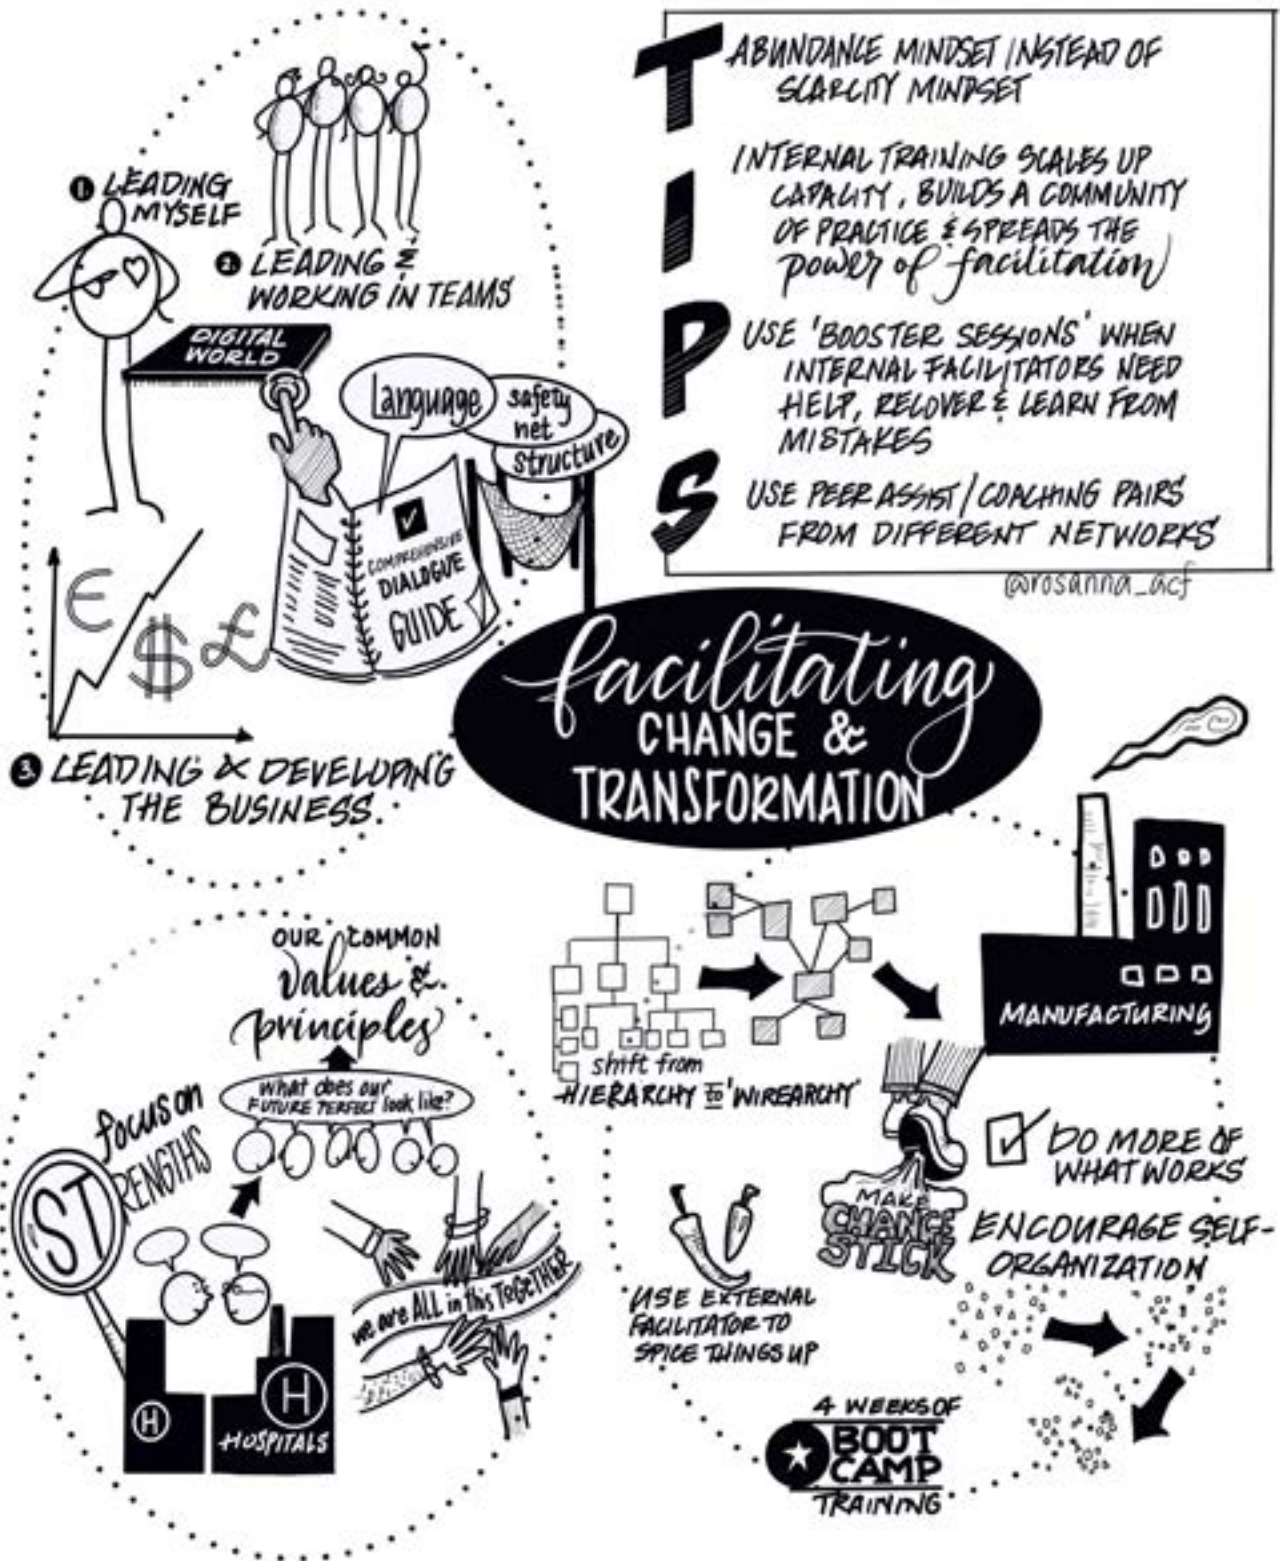 TIPS
ABUNDANCE MINDSET INSTEAD OF
SCARCITY MINDSET
INTERNAL TRAINING SCALES UP
CAPACITY, BUILDS A COMMUNITY
OF PRACTICE & SPREADS THE
power of facilitation
USE 'BOOSTER SESSIONS' WHEN
INTERNAL FACILITATORS NEED
HELP, RECOVER & LEARN FROM
MISTAKES
USE PEER ASSIST/COACHING PAIRS
FROM DIFFERENT NETWORKS
@rosanna_acf
1. LEADING
MYSELF
2. LEADING &
WORKING IN TEAMS
DIGITAL
WORLD
language
safety
net
structure
COMPREHENSIVE
DIALOGUE
GUIDE
€
$ £
3. LEADING & DEVELOPING
THE BUSINESS
facilitating
CHANGE &
TRANSFORMATION
OUR COMMON
values &
principles
what does our
FUTURE PERFECT look like?
focus on
STRENGTHS
we are ALL in this TOGETHER
H
H
HOSPITALS
shift from
HIERARCHY to 'WIREARCHY'
MANUFACTURING
MAKE
CHANGE
STICK
DO MORE OF
WHAT WORKS
ENCOURAGE SELF-
ORGANIZATION
USE EXTERNAL
FACILITATOR TO
SPICE THINGS UP
4 WEEKS OF
BOOT
CAMP
TRAINING